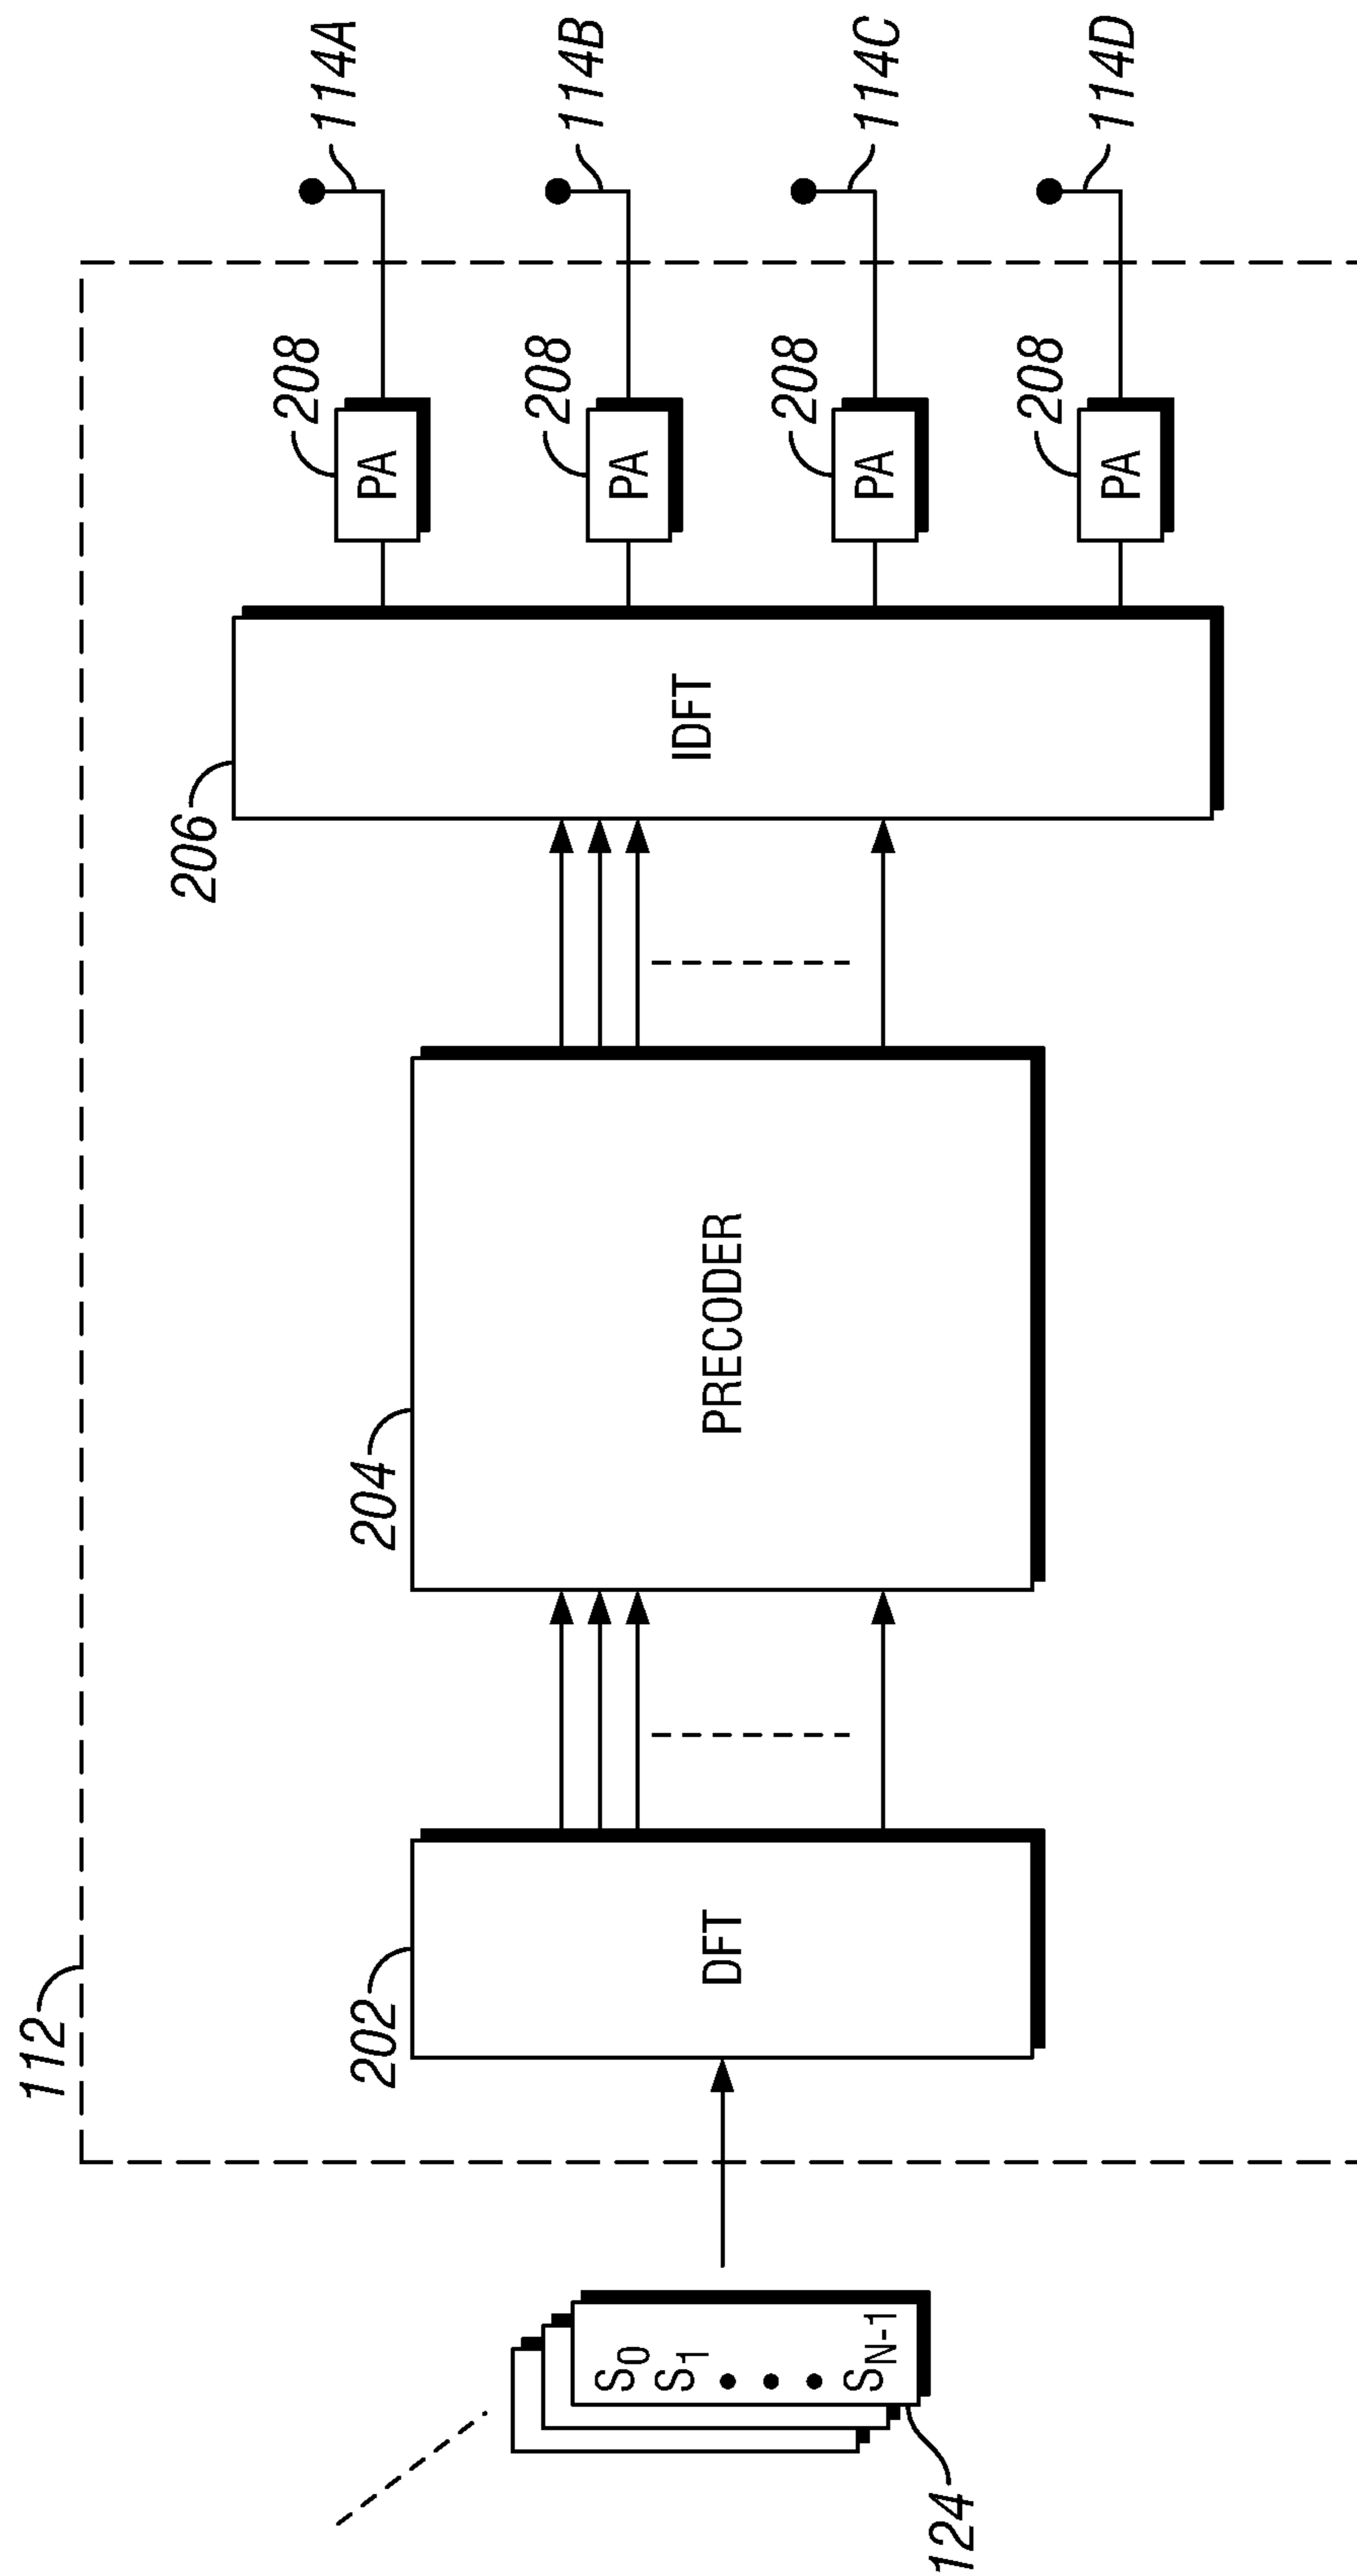 112
124
S0
S1
SN-1
202
DFT
204
PRECODER
206
IDFT
208
PA
114A
208
PA
114B
208
PA
114C
208
PA
114D